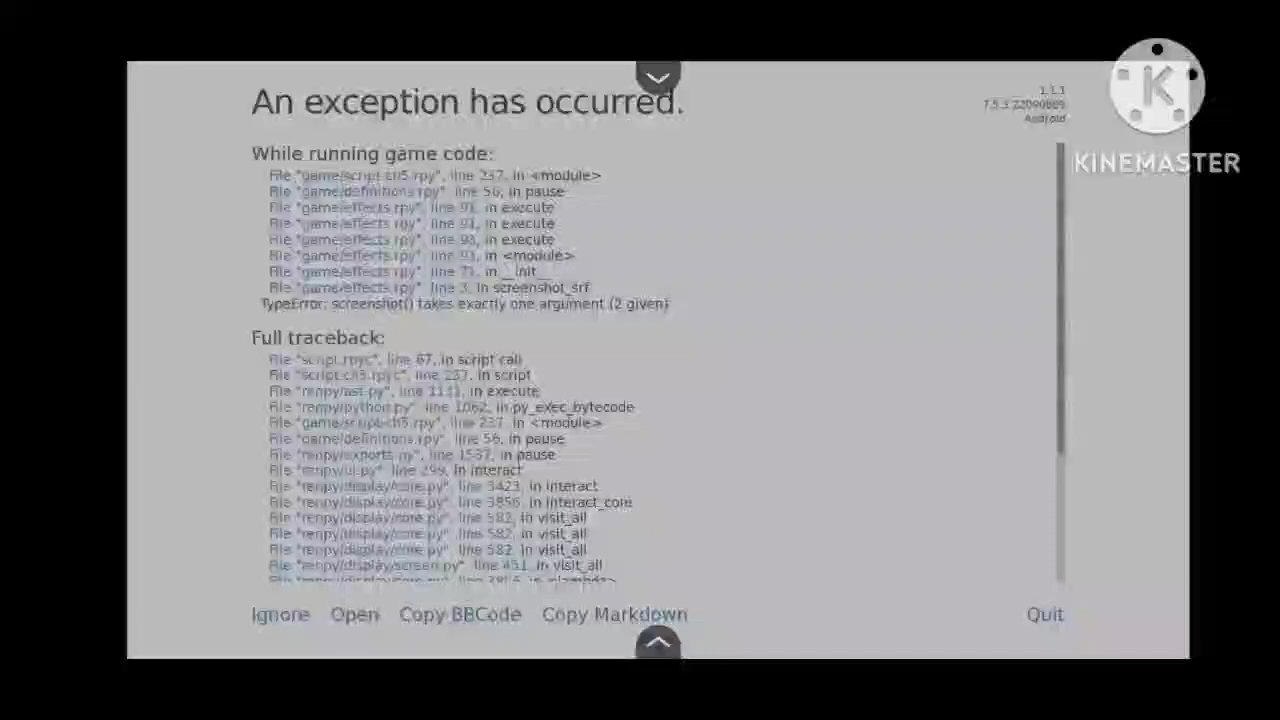 An exception has occurred.
1.1.1
7.5.3.22090809
Android
KINEMASTER
While running game code:
File "game/script-ch5.rpy", line 237, in <module>
File "game/definitions.rpy", line 56, in pause
File "game/effects.rpy", line 91, in execute
File "game/effects.rpy", line 91, in execute
File "game/effects.rpy", line 93, in execute
File "game/effects.rpy", line 93, in <module>
File "game/effects.rpy", line 71, in __init__
File "game/effects.rpy", line 3, in screenshot_srf
TypeError: screenshot() takes exactly one argument (2 given)
Full traceback:
File "script.rpyc", line 67, in script call
File "script-ch5.rpyc", line 237, in script
File "renpy/ast.py", line 1131, in execute
File "renpy/python.py", line 1062, in py_exec_bytecode
File "game/script-ch5.rpy", line 237, in <module>
File "game/definitions.rpy", line 56, in pause
File "renpy/exports.py", line 1537, in pause
File "renpy/ui.py", line 299, in interact
File "renpy/display/core.py", line 3423, in interact
File "renpy/display/core.py", line 3856, in interact_core
File "renpy/display/core.py", line 582, in visit_all
File "renpy/display/core.py", line 582, in visit_all
File "renpy/display/core.py", line 582, in visit_all
File "renpy/display/screen.py", line 451, in visit_all
Ignore Open Copy BBCode Copy Markdown Quit